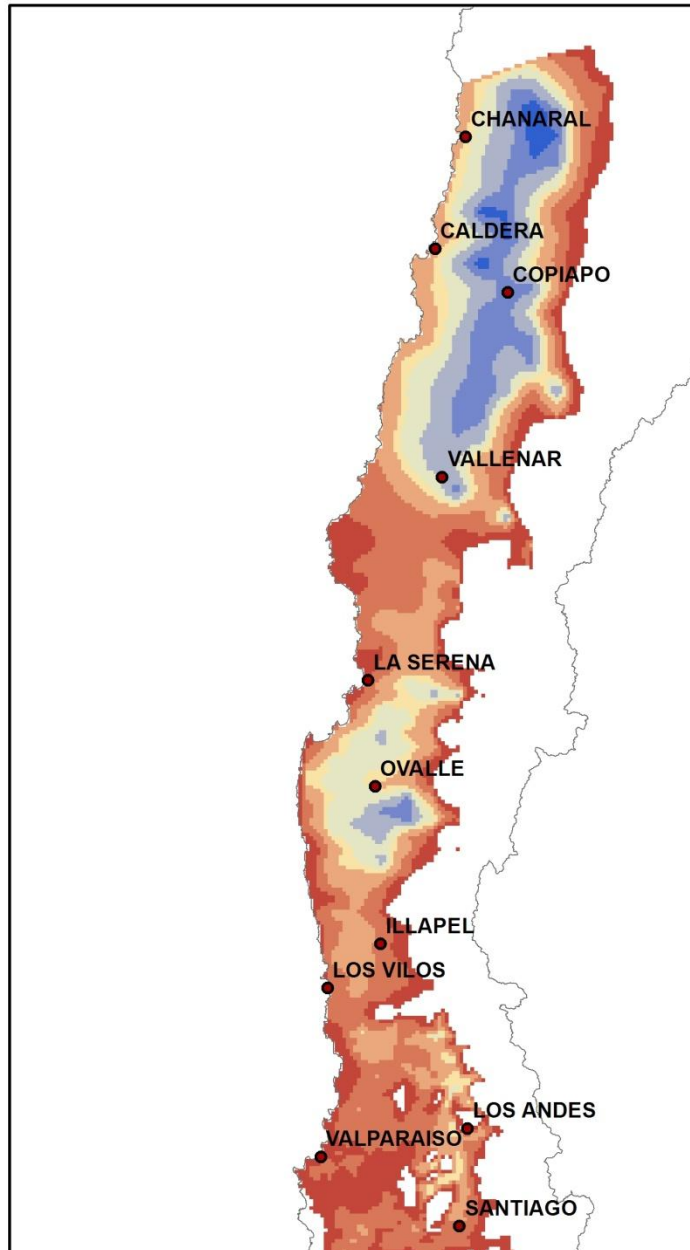 CHANARAL
CALDERA
COPIAPO
VALLENAR
LA SERENA
OVALLE
ILLAPEL
LOS VILOS
LOS ANDES
VALPARAISO
SANTIAGO